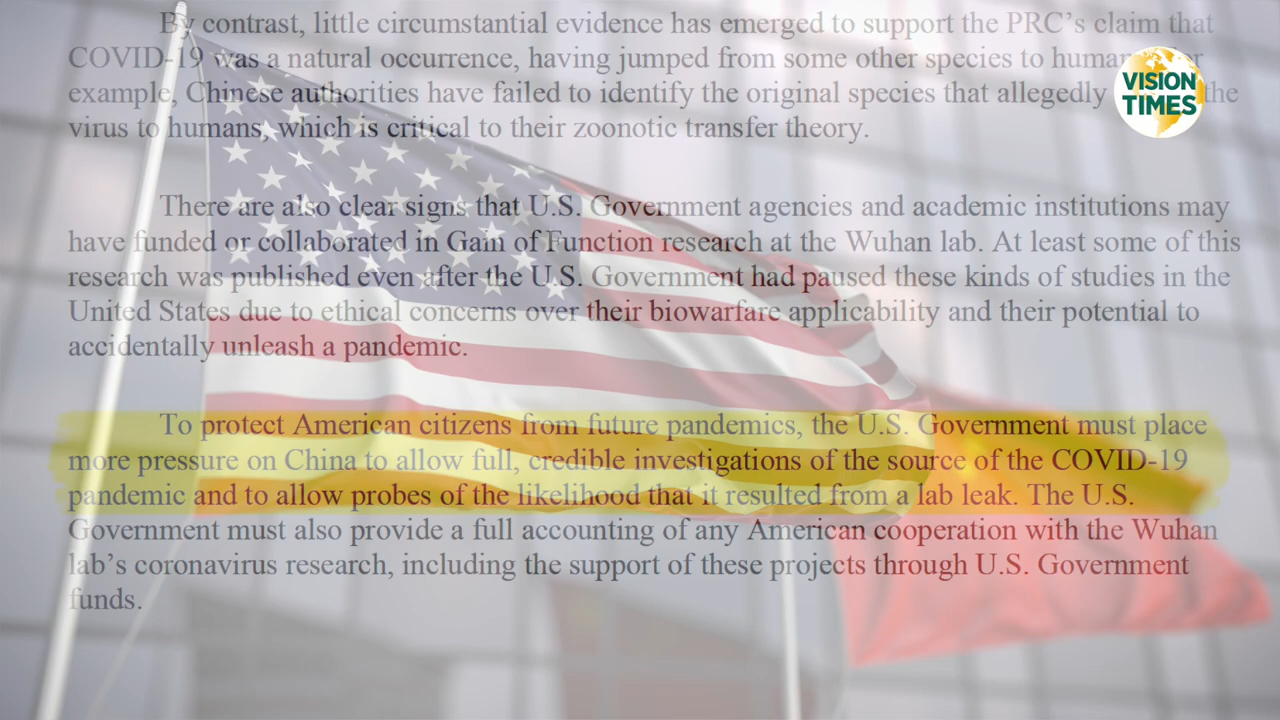 By contrast, little circumstantial evidence has emerged to support the PRC's claim that
COVID-19 was a natural occurrence, having jumped from some other species to
example, Chinese authorities have failed to identify the original species that allegedly the
virus to humans, which is critical to their zoonotic transfer theory.
VISION
TIMES
There are also clear signs that U.S. Government agencies and academic institutions may
have funded or collaborated in Gain of Function research at the Wuhan lab. At least some of this
research was published even after the U.S. Government had paused these kinds of studies in the
United States due to ethical concerns over their biowarfare applicability and their potential to
accidentally unleash a pandemic.
To protect American citizens from future pandemics, the U.S. Government must place
more pressure on China to allow full, credible investigations of the source of the COVID-19
pandemic and to allow probes of the likelihood that it resulted from a lab leak. The U.S.
Government must also provide a full accounting of any American cooperation with the Wuhan
lab's coronavirus research, including the support of these projects through U.S. Government
funds.